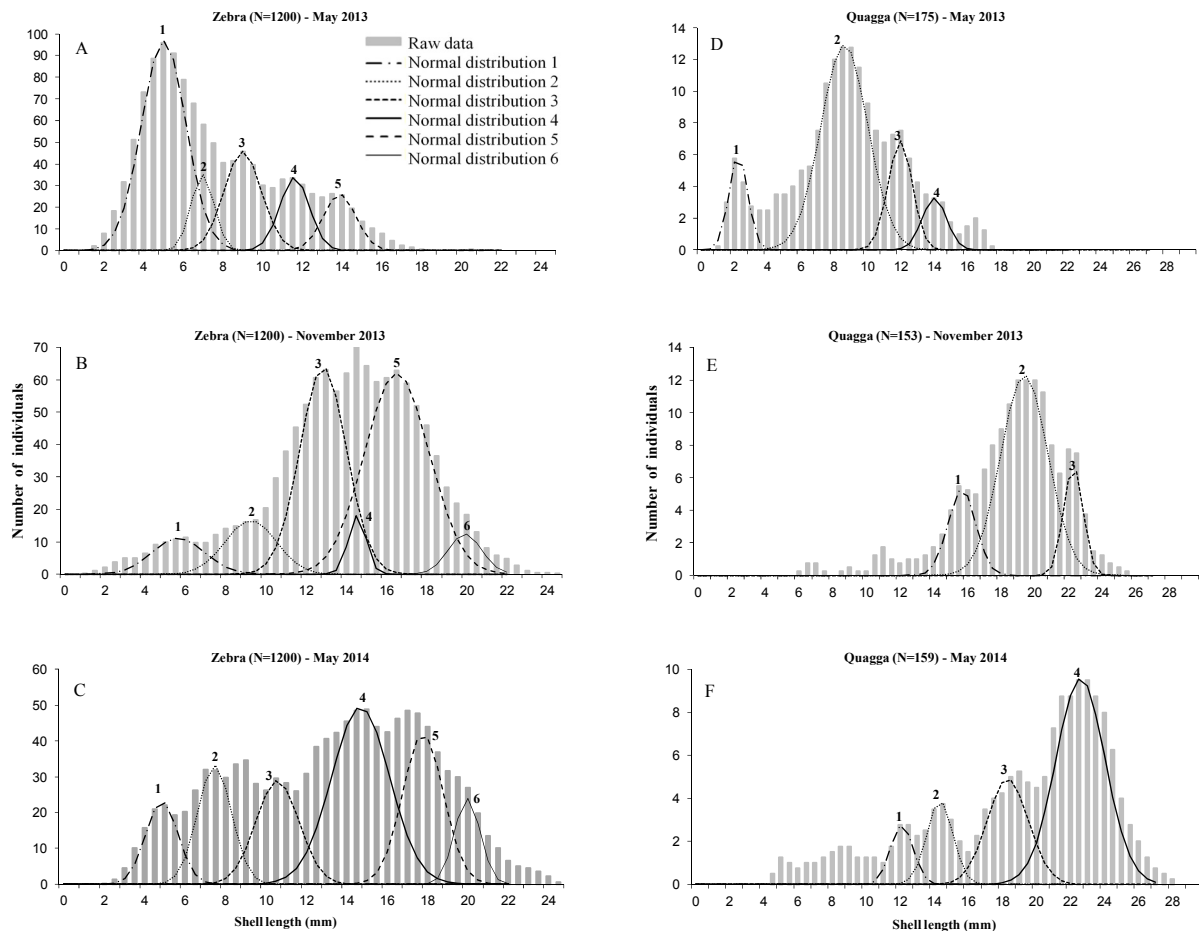 Zebra (N=1200) - May 2013
A
100
90
80
70
60
50
40
30
20
10
0
1
2
3
4
5
0 2 4 6 8 10 12 14 16 18 20 22 24
Raw data
Normal distribution 1
Normal distribution 2
Normal distribution 3
Normal distribution 4
Normal distribution 5
Normal distribution 6
Quagga (N=175) - May 2013
D
14
12
10
8
6
4
2
0
1
2
3
4
0 2 4 6 8 10 12 14 16 18 20 22 24 26 28
Zebra (N=1200) - November 2013
B
Number of individuals
70
60
50
40
30
20
10
0
1
2
3
4
5
6
0 2 4 6 8 10 12 14 16 18 20 22 24
Quagga (N=153) - November 2013
E
Number of individuals
14
12
10
8
6
4
2
0
1
2
3
0 2 4 6 8 10 12 14 16 18 20 22 24 26 28
Zebra (N=1200) - May 2014
C
60
50
40
30
20
10
0
1
2
3
4
5
6
0 2 4 6 8 10 12 14 16 18 20 22 24
Shell length (mm)
Quagga (N=159) - May 2014
F
10
8
6
4
2
0
1
2
3
4
0 2 4 6 8 10 12 14 16 18 20 22 24 26 28
Shell length (mm)